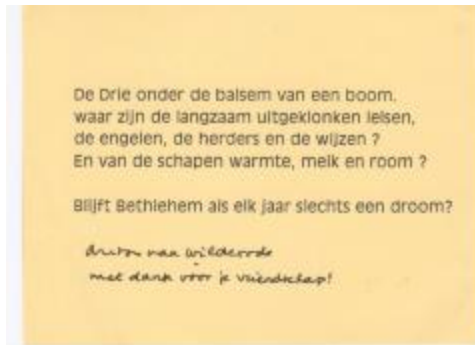 De Drie onder de balsem van een boom.
waar zijn de langzaam uitgeklonken leisen,
de engelen, de herders en de wijzen ?
En van de schapen warmte, melk en room ?
Blijft Bethlehem als elk jaar slechts een droom?
anton van wilderode
met dank voor je vriendschap!